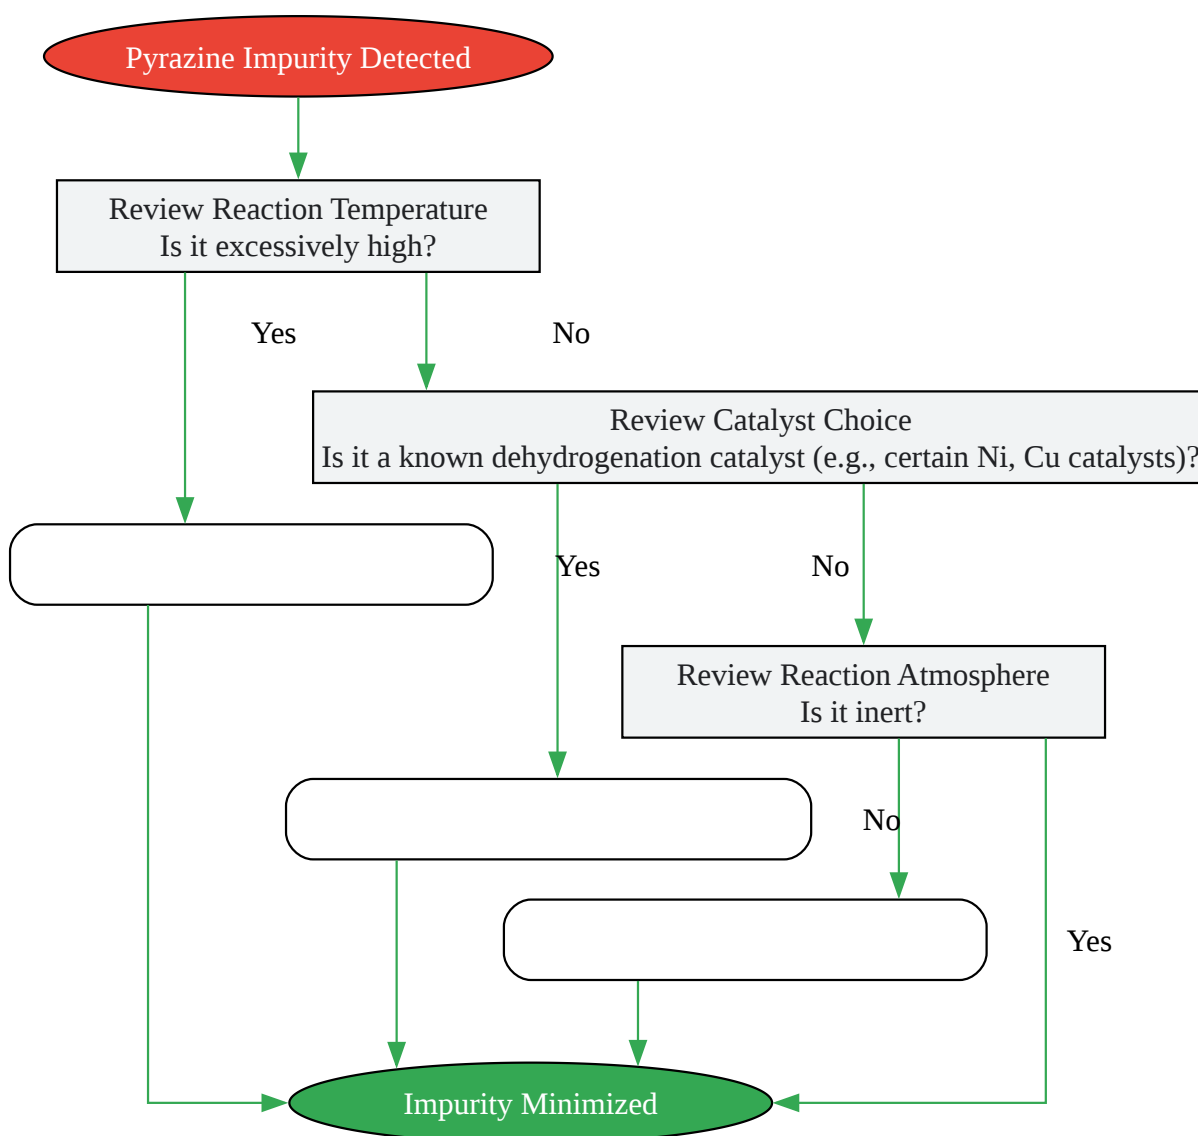 Pyrazine Impurity Detected
Review Reaction Temperature
Is it excessively high?
Yes
No
Review Catalyst Choice
Is it a known dehydrogenation catalyst (e.g., certain Ni, Cu catalysts)?
Yes
No
Review Reaction Atmosphere
Is it inert?
No
Yes
Impurity Minimized